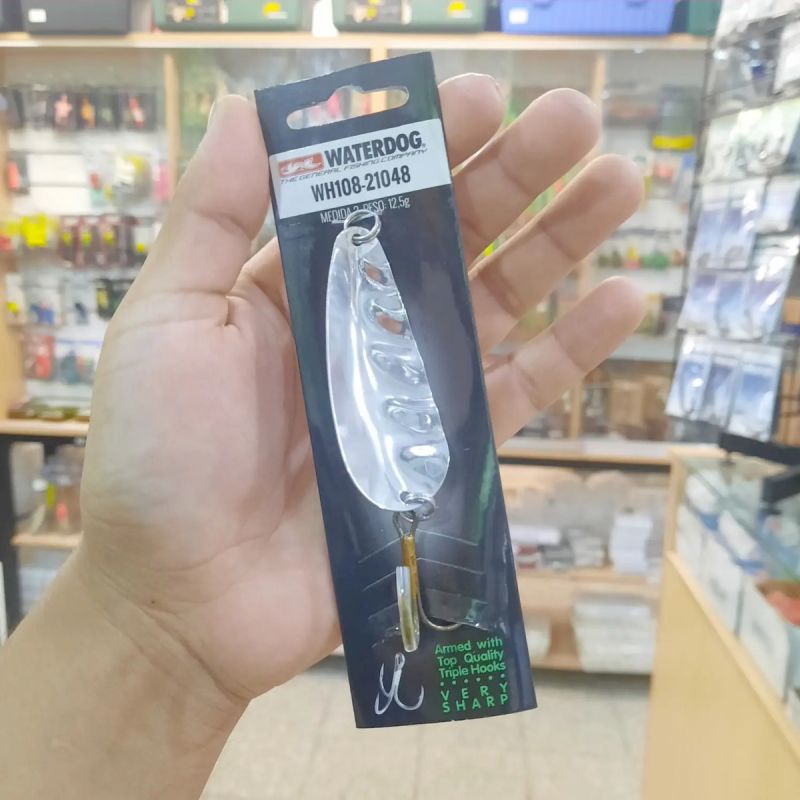 WATERDOG®
THE GENERAL FISHING COMPANY
WH108-21048
MEDIDA 2 PESO: 12,5g
Armed with
Top Quality
Triple Hooks
VERY
SHARP